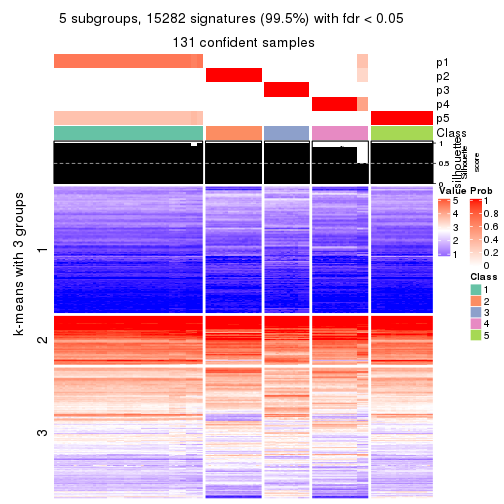 5 subgroups, 15282 signatures (99.5%) with fdr < 0.05
131 confident samples
p1
p2
p3
p4
p5
Class
1
0.5
0
silhouette
Silhouette
score
k-means with 3 groups
1
2
3
Value
5
4
3
2
1
Prob
1
0.8
0.6
0.4
0.2
0
Class
1
2
3
4
5